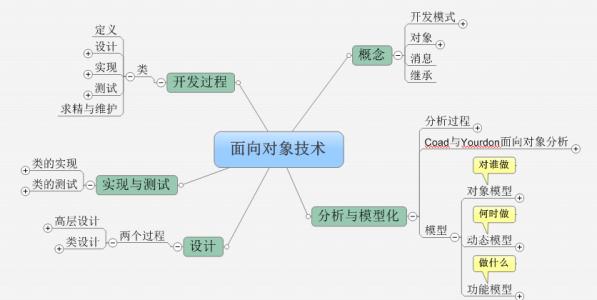 面向对象技术
概念
开发模式
对象
消息
继承
分析与模型化
分析过程
Coad与Yourdon面向对象分析
模型
对谁做
对象模型
何时做
动态模型
做什么
功能模型
开发过程
类
定义
设计
实现
测试
求精与维护
实现与测试
类的实现
类的测试
设计
两个过程
高层设计
类设计